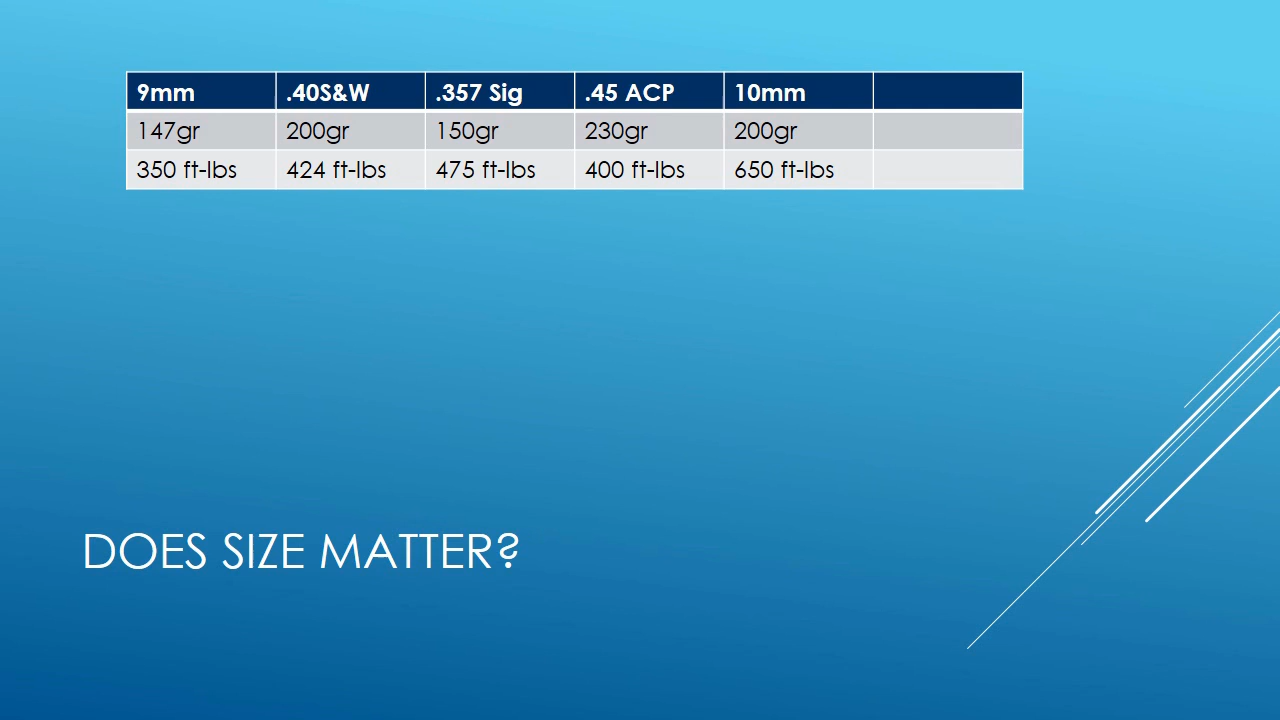 9mm .40S&W .357 Sig .45 ACP 10mm
147gr 200gr 150gr 230gr 200gr
350 ft-lbs 424 ft-lbs 475 ft-lbs 400 ft-lbs 650 ft-lbs
DOES SIZE MATTER?